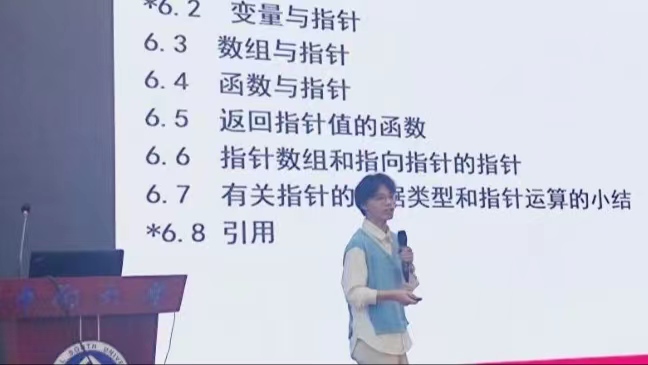 *6.2 变量与指针
6.3 数组与指针
6.4 函数与指针
6.5 返回指针值的函数
6.6 指针数组和指向指针的指针
6.7 有关指针的 据类型和指针运算的小结
*6.8 引用
SOUTH UNIVER